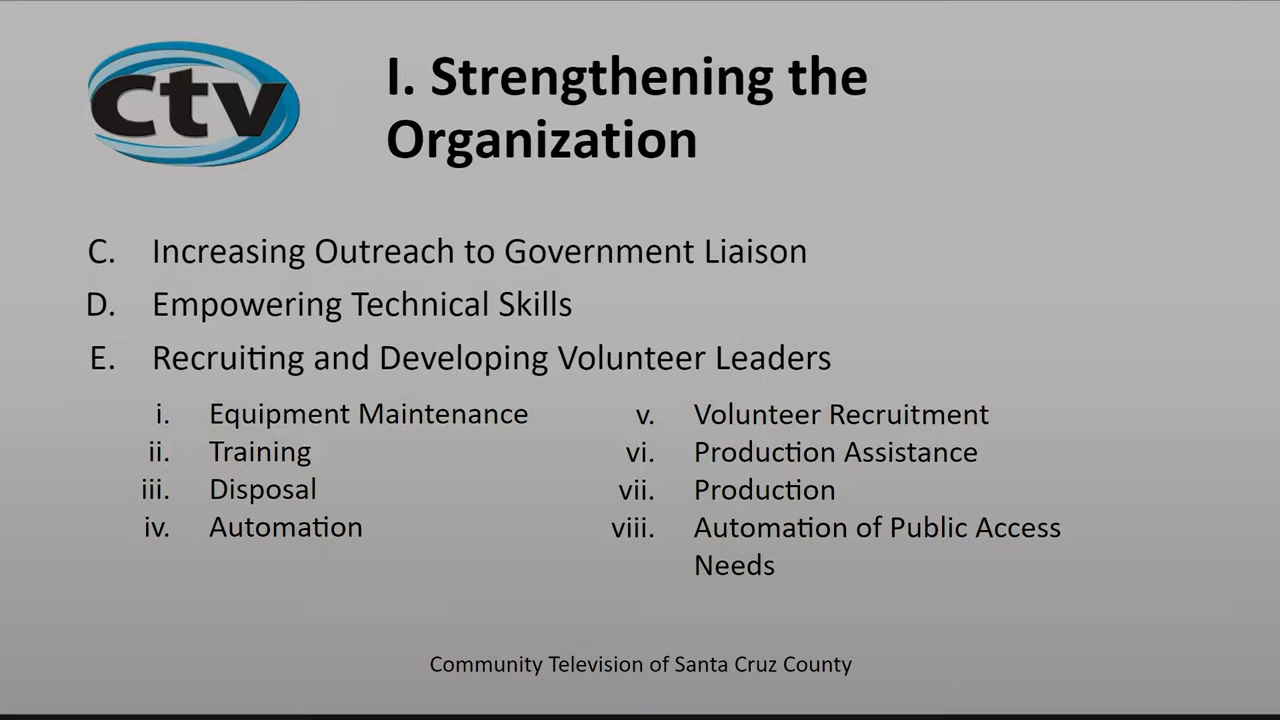 ctv
I. Strengthening the
Organization
C. Increasing Outreach to Government Liaison
D. Empowering Technical Skills
E. Recruiting and Developing Volunteer Leaders
i. Equipment Maintenance
ii. Training
iii. Disposal
iv. Automation
v. Volunteer Recruitment
vi. Production Assistance
vii. Production
viii. Automation of Public Access
Needs
Community Television of Santa Cruz County